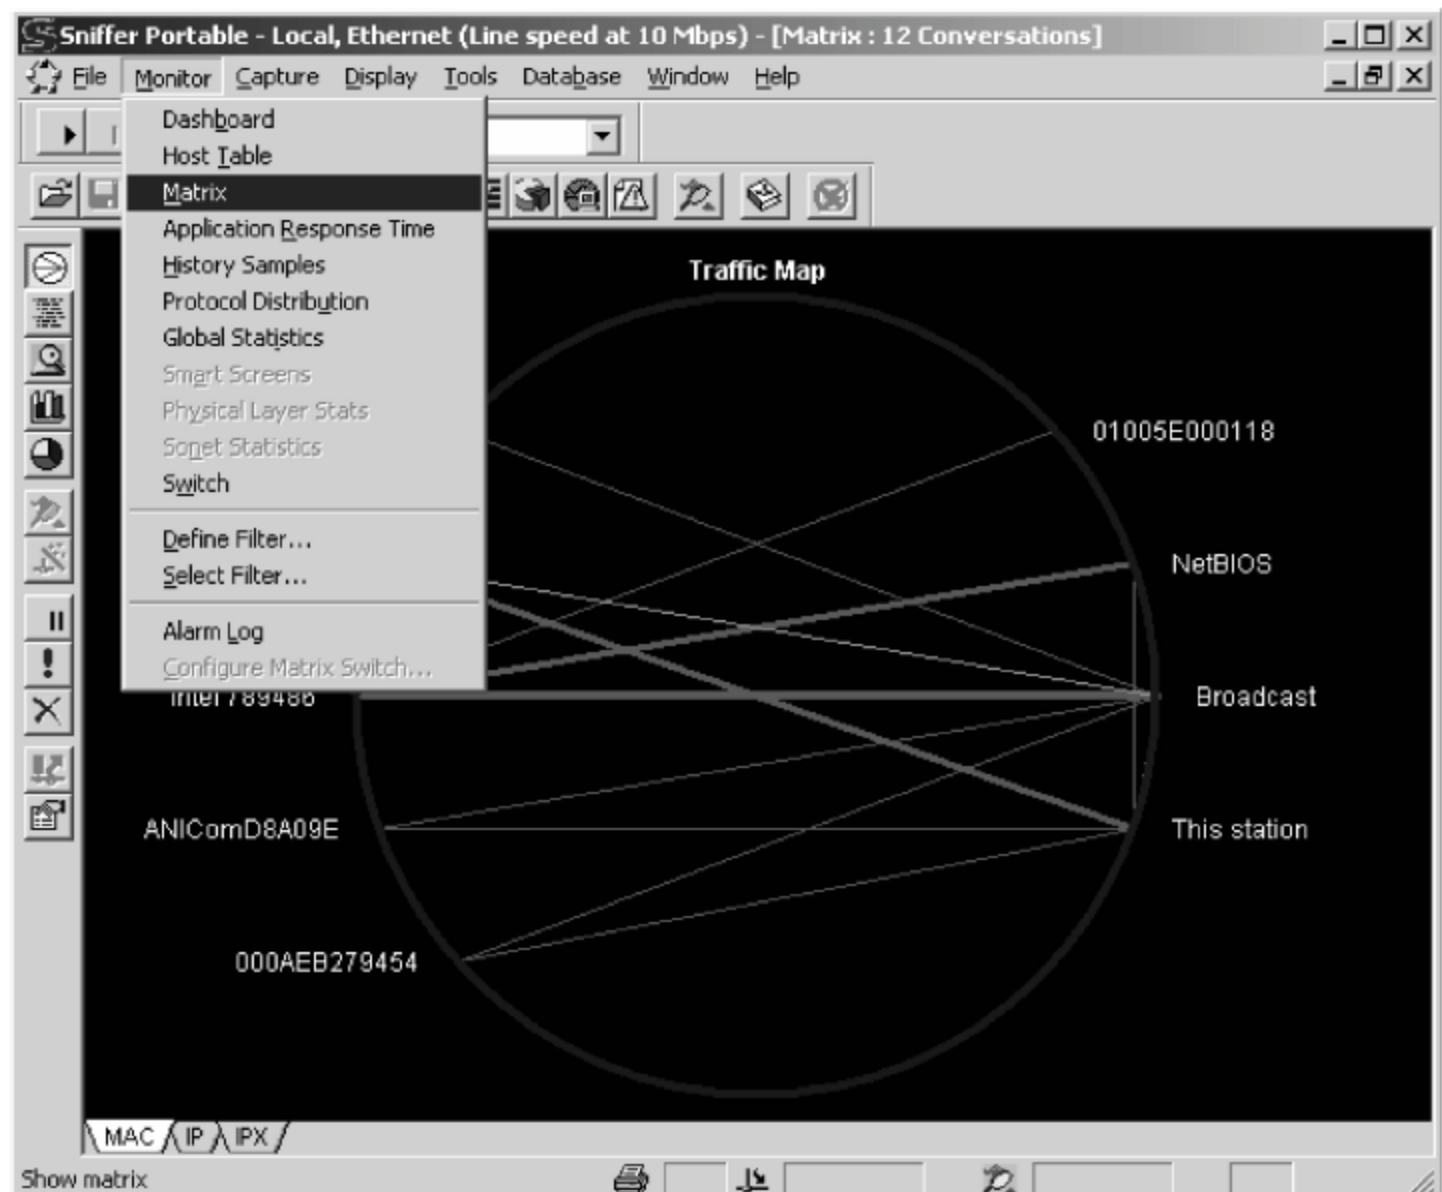 Sniffer Portable - Local, Ethernet (Line speed at 10 Mbps) - [Matrix : 12 Conversations]
File Monitor Capture Display Tools Database Window Help
Dashboard
Host Table
Matrix
Application Response Time
History Samples
Protocol Distribution
Global Statistics
Smart Screens
Physical Layer Stats
Sonet Statistics
Switch
Define Filter...
Select Filter...
Alarm Log
Configure Matrix Switch...
Traffic Map
01005E000118
NetBIOS
Intel 789486
Broadcast
ANIComD8A09E
This station
000AEB279454
MAC IP IPX
Show matrix